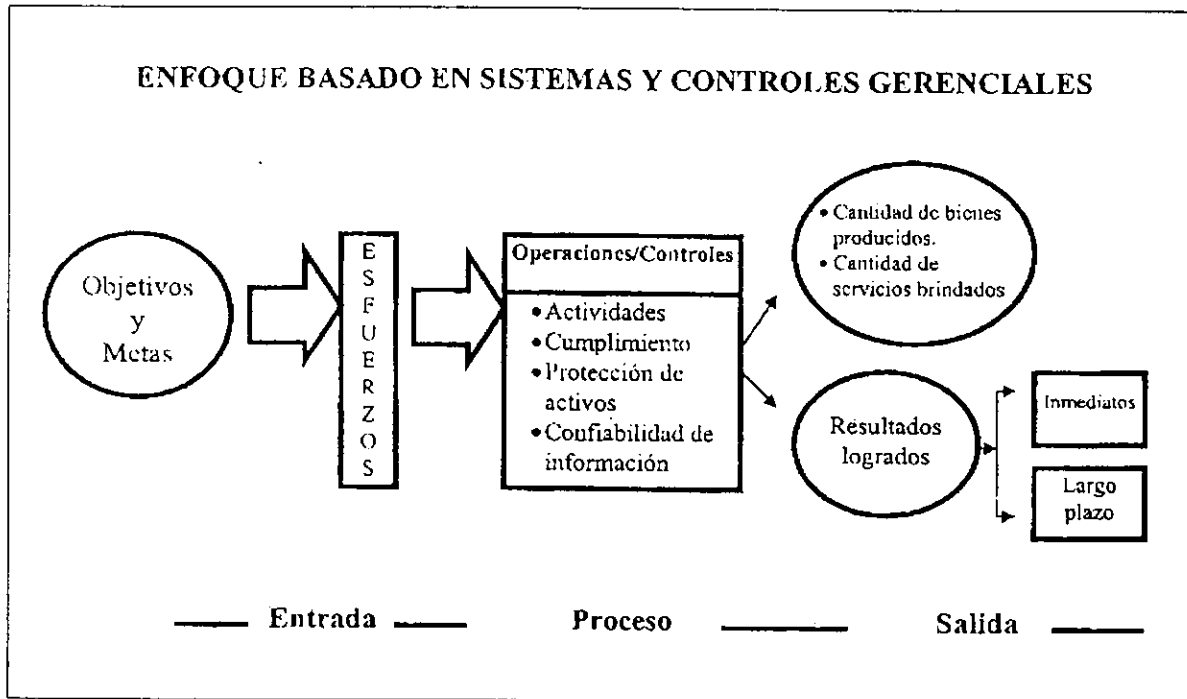 ENFOQUE BASADO EN SISTEMAS Y CONTROLES GERENCIALES
Objetivos
y
Metas
ESFUERZOS
Operaciones/Controles
• Actividades
• Cumplimiento
• Protección de
activos
• Confiabilidad de
información
• Cantidad de bienes
producidos.
• Cantidad de
servicios brindados
Resultados
logrados
Inmediatos
Largo
plazo
Entrada
Proceso
Salida